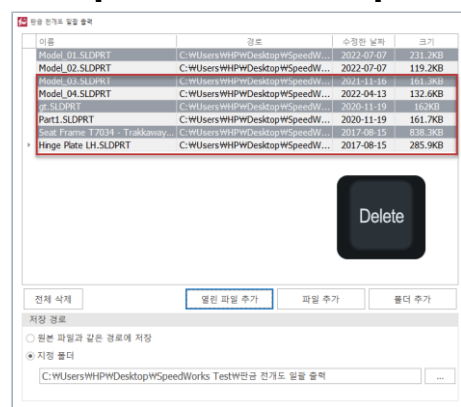 판금 전개도 일괄 출력
이름 경로 수정한 날짜 크기
Model_01.SLDPRT C:₩Users₩HP₩Desktop₩SpeedW... 2022-07-07 231.2KB
Model_02.SLDPRT C:₩Users₩HP₩Desktop₩SpeedW... 2022-07-07 119.2KB
Model_03.SLDPRT C:₩Users₩HP₩Desktop₩SpeedW... 2021-11-16 161.3KB
Model_04.SLDPRT C:₩Users₩HP₩Desktop₩SpeedW... 2022-04-13 132.6KB
gt.SLDPRT C:₩Users₩HP₩Desktop₩SpeedW... 2020-11-19 162KB
Part1.SLDPRT C:₩Users₩HP₩Desktop₩SpeedW... 2020-11-19 161.7KB
Seat Frame T7034 - Trakkaway... C:₩Users₩HP₩Desktop₩SpeedW... 2017-08-15 838.3KB
Hinge Plate LH.SLDPRT C:₩Users₩HP₩Desktop₩SpeedW... 2017-08-15 285.9KB
Delete
전체 삭제 열린 파일 추가 파일 추가 폴더 추가
저장 경로
원본 파일과 같은 경로에 저장
지정 폴더
C:₩Users₩HP₩Desktop₩SpeedWorks Test₩판금 전개도 일괄 출력 ...